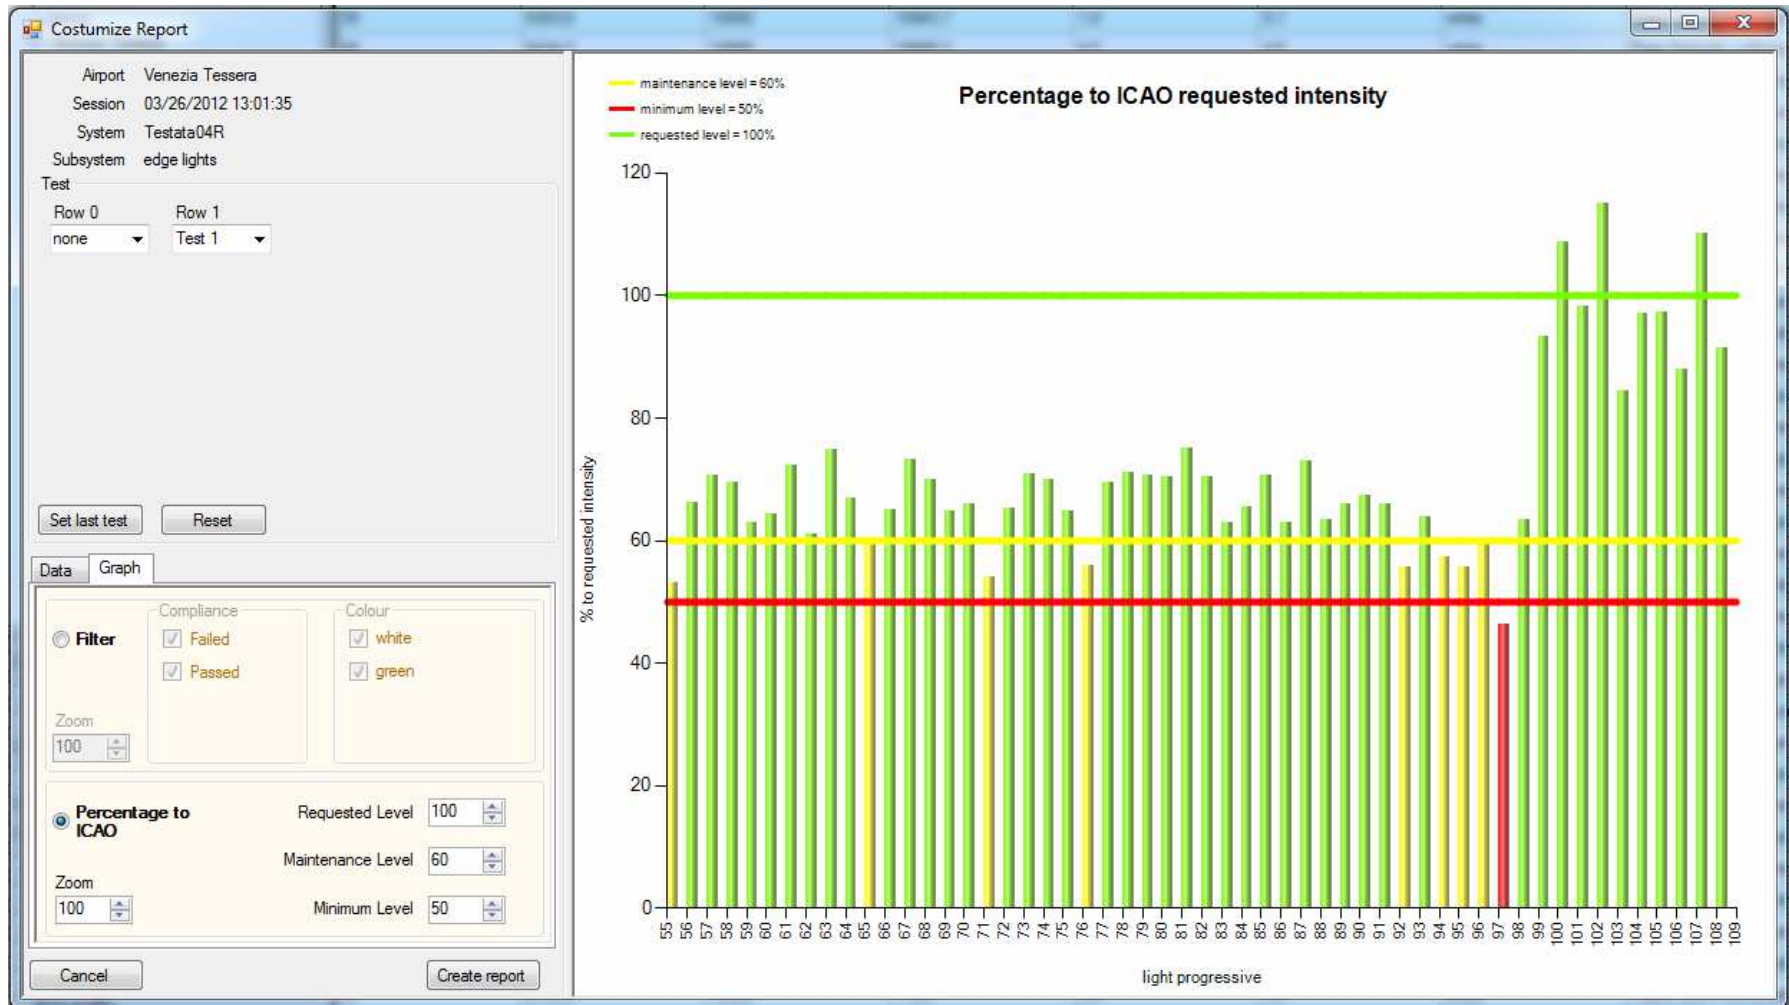 Costumize Report
Airport Venezia Tessera
Session 03/26/2012 13:01:35
System Testata04R
Subsystem edge lights
Test
Row 0 Row 1
none Test 1
Set last test Reset
Data Graph
Filter
Compliance
Failed
Passed
Colour
white
green
Zoom
100
Percentage to
ICAO
Requested Level 100
Maintenance Level 60
Zoom
100
Minimum Level 50
Cancel Create report
maintenance level = 60%
minimum level = 50%
requested level = 100%
Percentage to ICAO requested intensity
% to requested intensity
120
100
80
60
40
20
0
55 56 57 58 59 60 61 62 63 64 65 66 67 68 69 70 71 72 73 74 75 76 77 78 79 80 81 82 83 84 85 86 87 88 89 90 91 92 93 94 95 96 97 98 99 100 101 102 103 104 105 106 107 108 109
light progressive